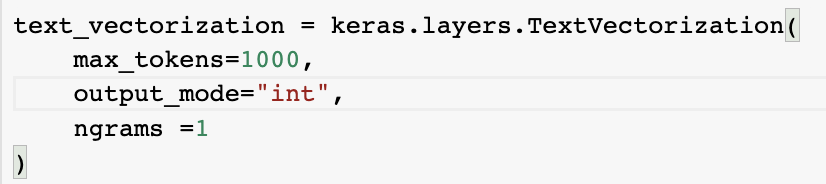 text_vectorization = keras.layers.TextVectorization(
    max_tokens=1000,
    output_mode="int",
    ngrams =1
)